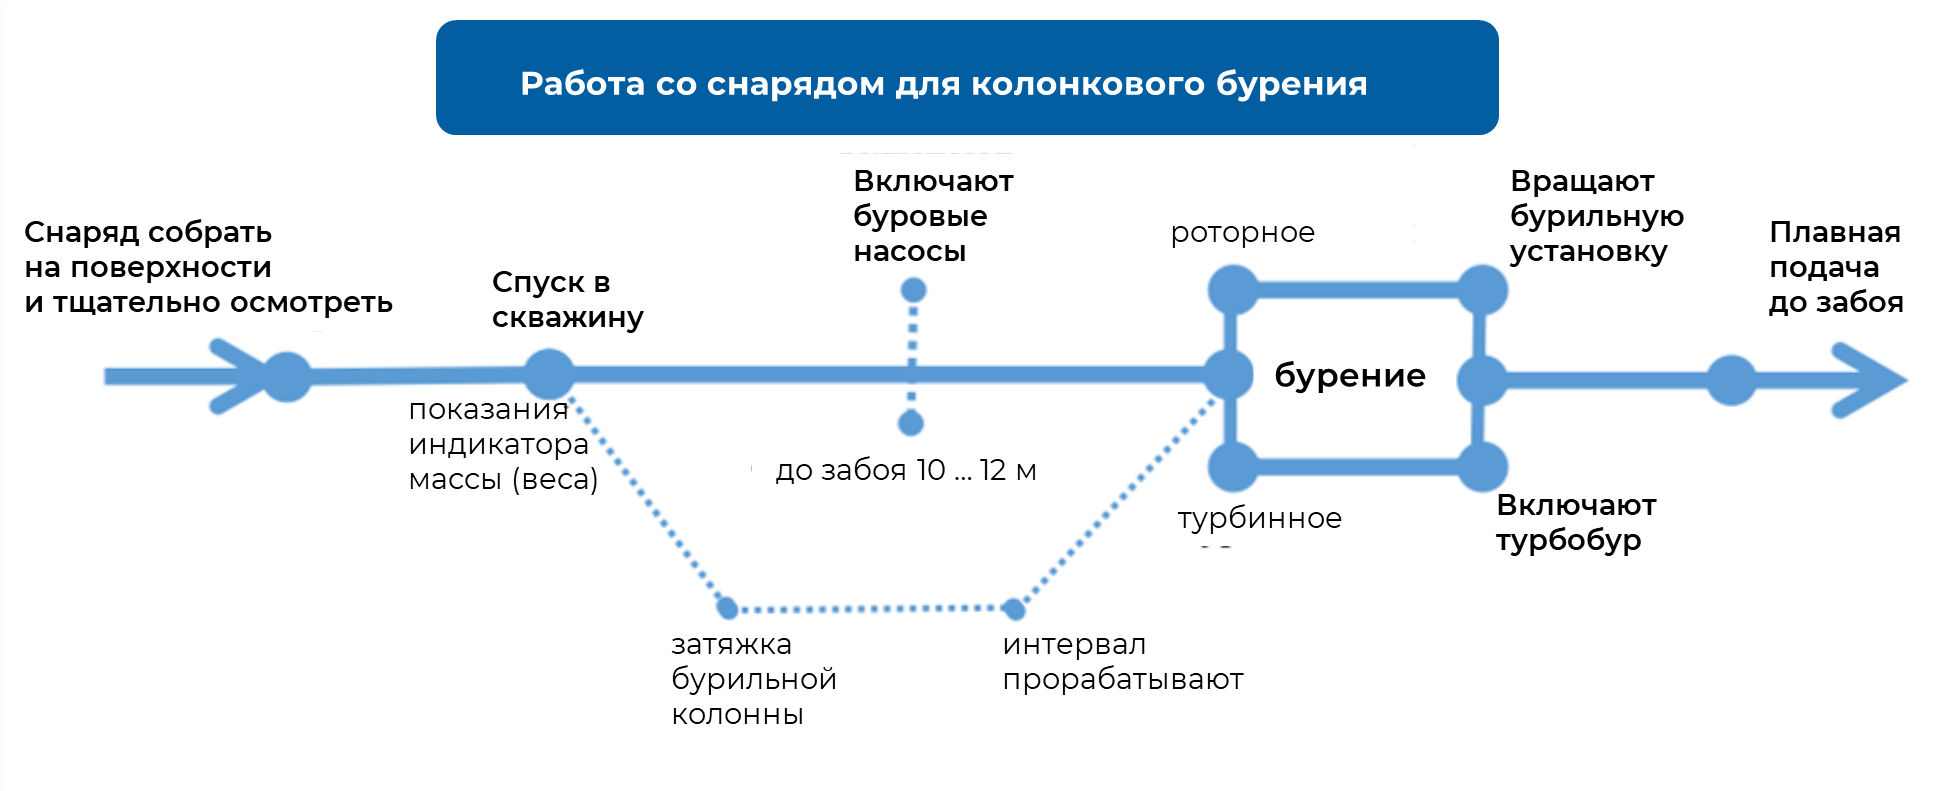 Работа со снарядом для колонкового бурения
Снаряд собрать
на поверхности
и тщательно осмотреть
Спуск в
скважину
показания
индикатора
массы (веса)
Включают
буровые
насосы
до забоя 10 ... 12 м
затяжка
бурильной
колонны
интервал
прорабатывают
роторное
бурение
турбинное
Вращают
бурильную
установку
Включают
турбобур
Плавная
подача
до забоя